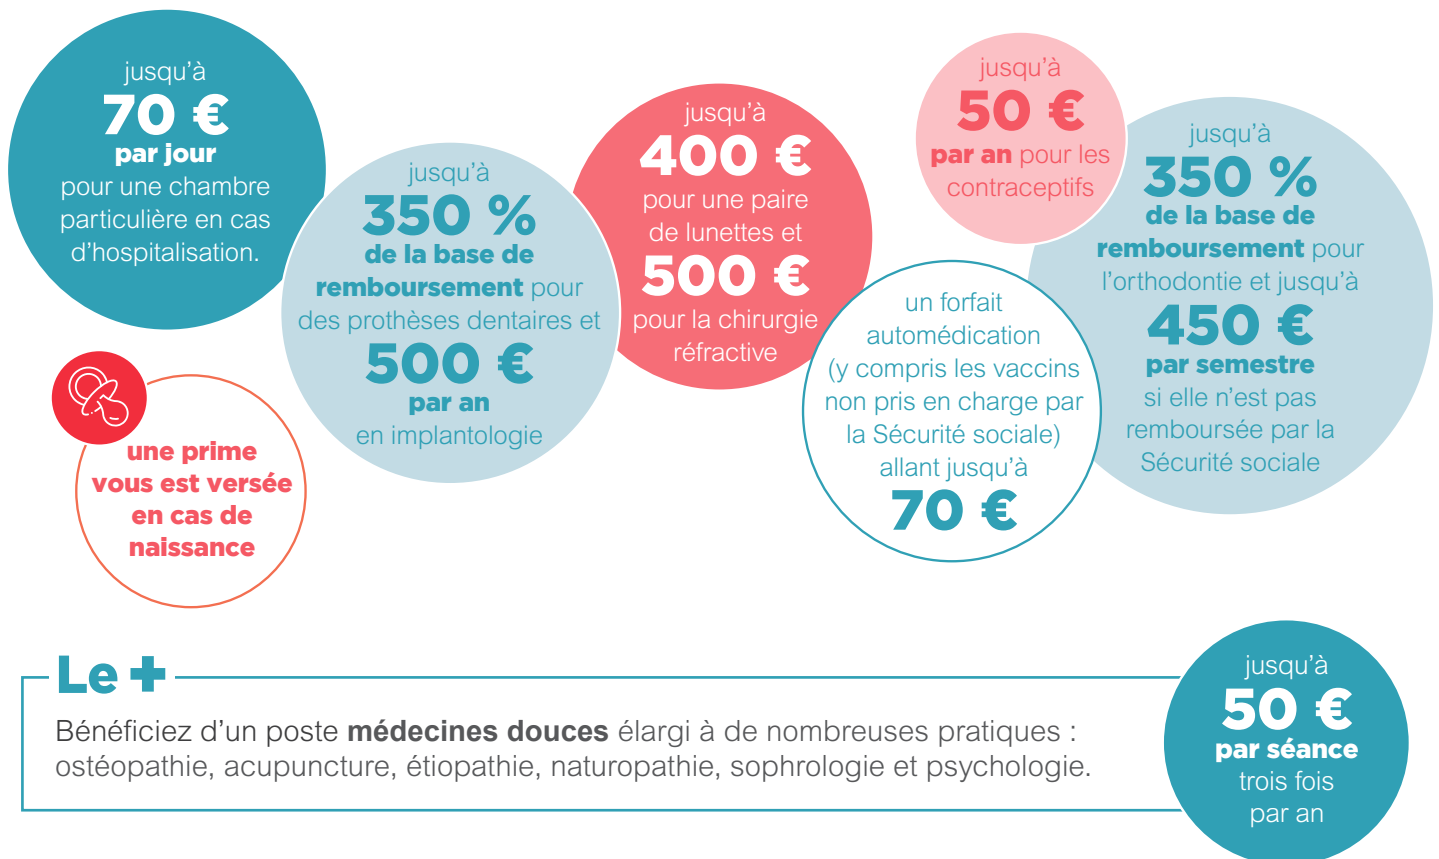 jusqu'à
70 €
par jour
pour une chambre
particulière en cas
d'hospitalisation.
jusqu'à
350 %
de la base de
remboursement pour
des prothèses dentaires et
500 €
par an
en implantologie
jusqu'à
400 €
pour une paire
de lunettes et
500 €
pour la chirurgie
réfractive
jusqu'à
50 €
par an pour les
contraceptifs
jusqu'à
350 %
de la base de
remboursement pour
l'orthodontie et jusqu'à
450 €
par semestre
si elle n'est pas
remboursée par la
Sécurité sociale
un forfait
automédication
(y compris les vaccins
non pris en charge par
la Sécurité sociale)
allant jusqu'à
70 €
une prime
vous est versée
en cas de
naissance
Le +
Bénéficiez d'un poste médecines douces élargi à de nombreuses pratiques :
ostéopathie, acupuncture, étiopathie, naturopathie, sophrologie et psychologie.
jusqu'à
50 €
par séance
trois fois
par an